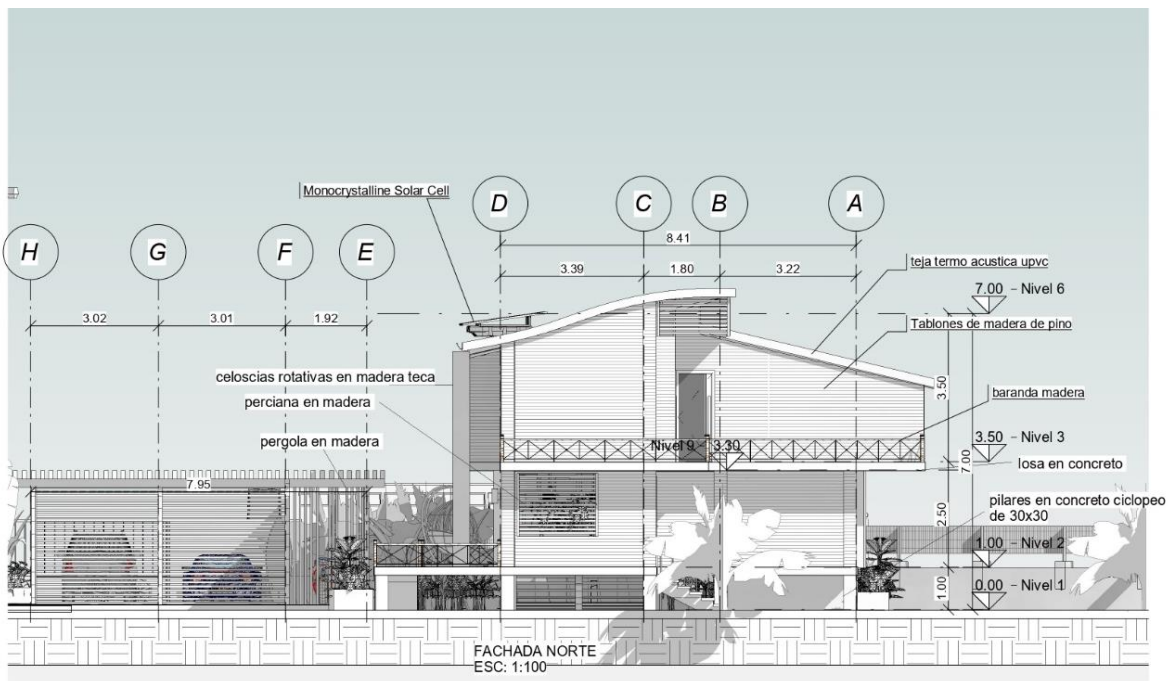 Monocrystalline Solar Cell
D
C
B
A
H
G
F
E
8.41
3.39
1.80
3.22
3.02
3.01
1.92
teja termo acustica upvc
7.00 - Nivel 6
Tablones de madera de pino
celoscias rotativas en madera teca
perciana en madera
baranda madera
3.50
pergola en madera
Nivel 9 - 3.30
3.50 - Nivel 3
7.00
losa en concreto
7.95
pilares en concreto ciclopeo
de 30x30
2.50
1.00 - Nivel 2
1.00
0.00 - Nivel 1
FACHADA NORTE
ESC: 1:100